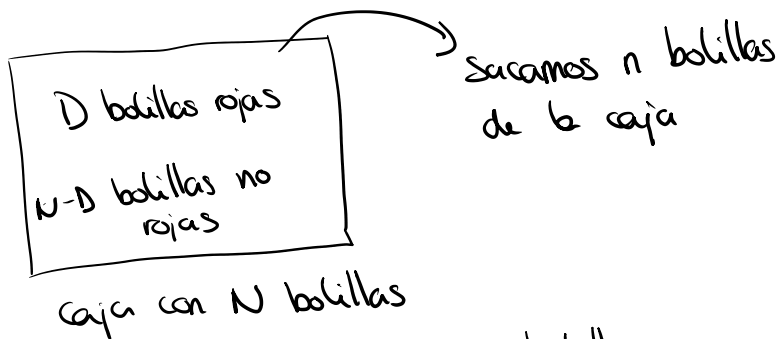 D bolillas rojas
N-D bolillas no
rojas
caja con N bolillas
Sacamos n bolillas
de la caja